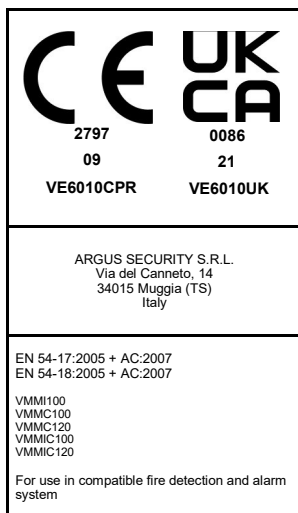 CE UK
CA
2797 0086
09 21
VE6010CPR VE6010UK
ARGUS SECURITY S.R.L.
Via del Canneto, 14
34015 Muggia (TS)
Italy
EN 54-17:2005 + AC:2007
EN 54-18:2005 + AC:2007
VMMI100
VMMC100
VMMC120
VMMIC100
VMMIC120
For use in compatible fire detection and alarm
system